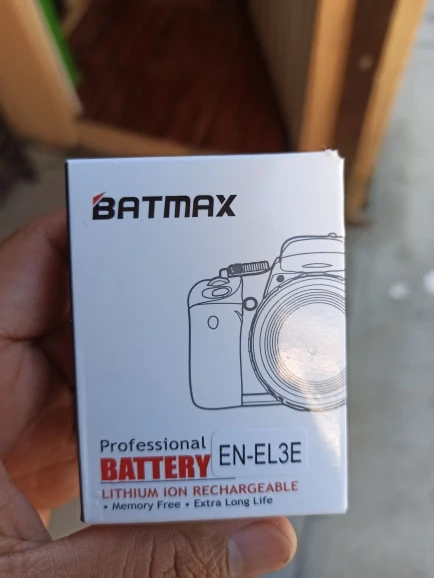 BATMAX
Professional
BATTERY EN-EL3E
LITHIUM ION RECHARGEABLE
• Memory Free • Extra Long Life